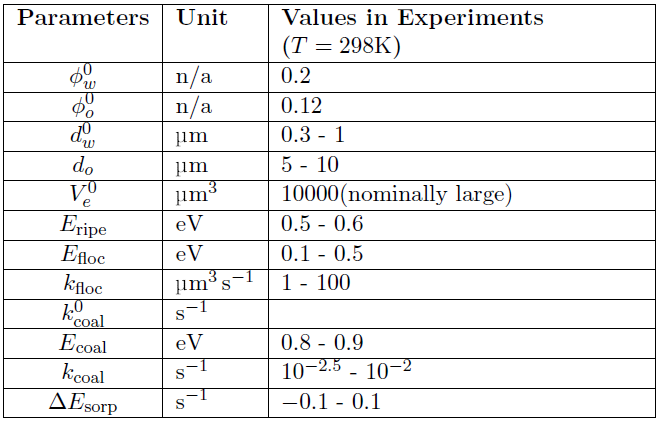 Parameters Unit Values in Experiments
(T = 298K)
ϕ_w^0 n/a 0.2
ϕ_o^0 n/a 0.12
d_w^0 µm 0.3 - 1
d_o µm 5 - 10
V_e^0 µm^3 10000(nominally large)
E_ripe eV 0.5 - 0.6
E_floc eV 0.1 - 0.5
k_floc µm^3 s^−1 1 - 100
k_coal^0 s^−1
E_coal eV 0.8 - 0.9
k_coal s^−1 10^−2.5 - 10^−2
ΔE_sorp s^−1 −0.1 - 0.1